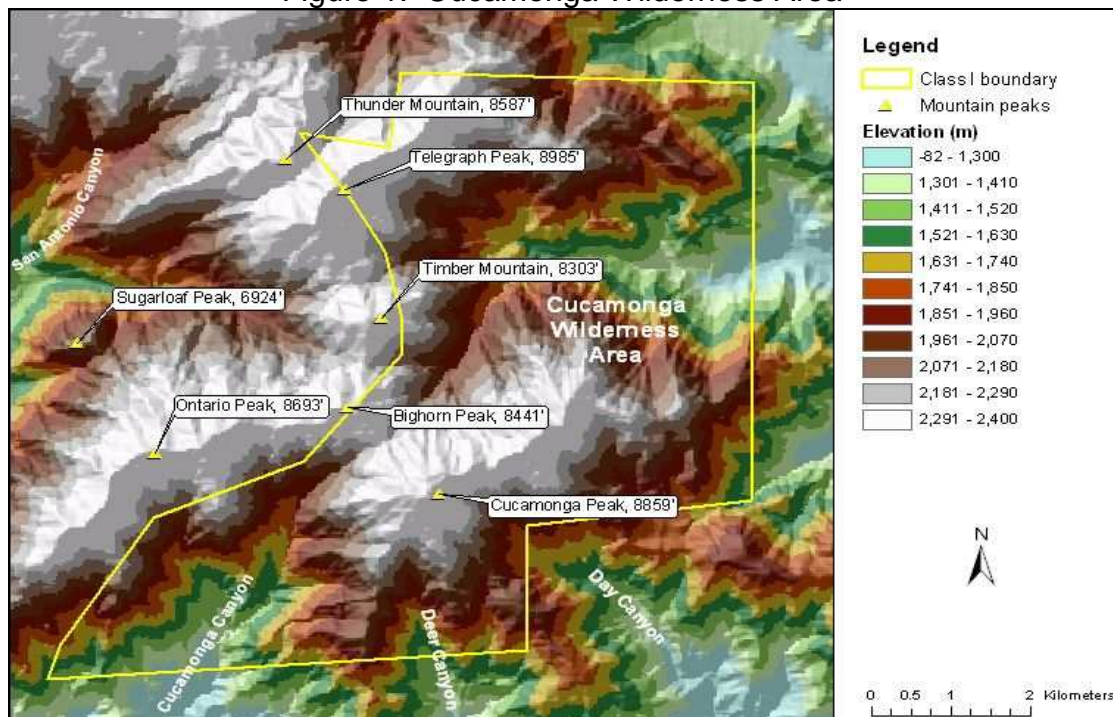 Figure 1. Cucamonga Wilderness Area
Thunder Mountain, 8587'
Telegraph Peak, 8985'
San Antonio Canyon
Timber Mountain, 8303'
Sugarloaf Peak, 6924'
Cucamonga
Wilderness
Area
Ontario Peak, 8693'
Bighorn Peak, 8441'
Cucamonga Peak, 8859'
Cucamonga Canyon
Deer Canyon
Day Canyon
Legend
Class I boundary
Mountain peaks
Elevation (m)
-82 - 1,300
1,301 - 1,410
1,411 - 1,520
1,521 - 1,630
1,631 - 1,740
1,741 - 1,850
1,851 - 1,960
1,961 - 2,070
2,071 - 2,180
2,181 - 2,290
2,291 - 2,400
N
0 0.5 1 2 Kilometers